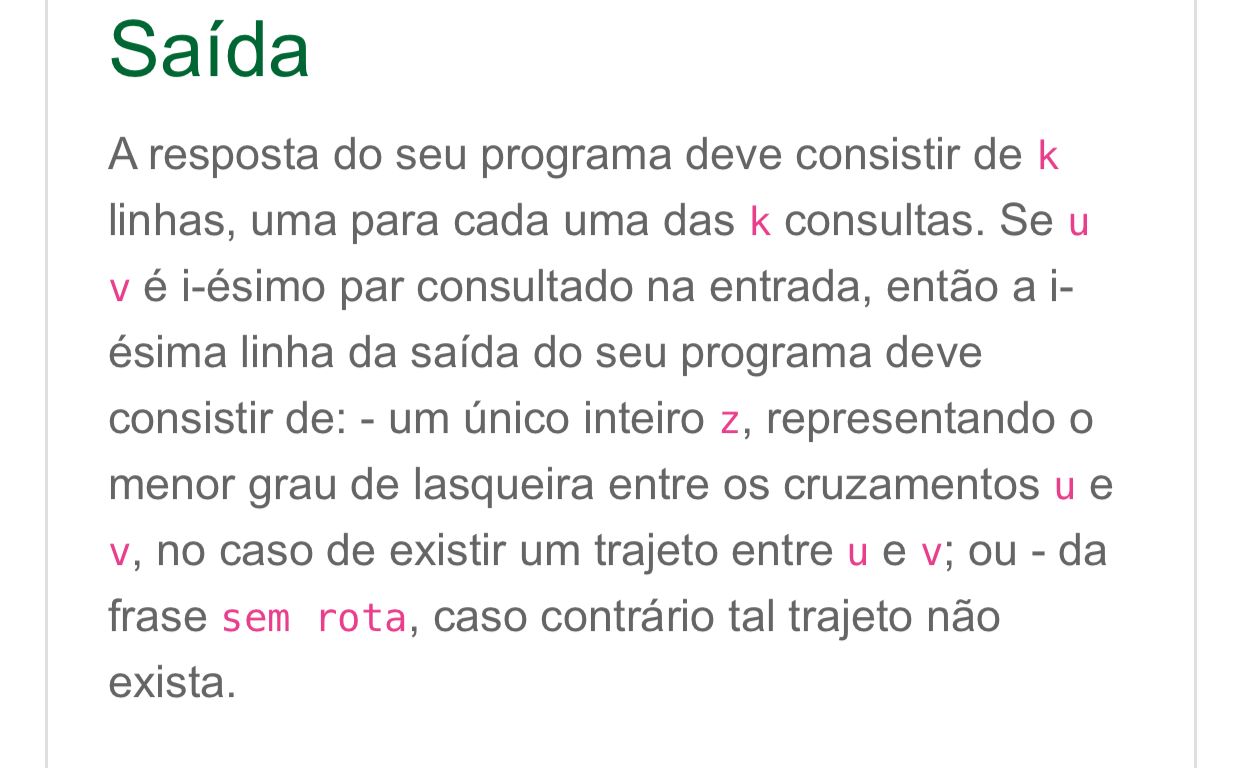 Saída
A resposta do seu programa deve consistir de k
linhas, uma para cada uma das k consultas. Se u
v é i-ésimo par consultado na entrada, então a i-
ésima linha da saída do seu programa deve
consistir de: - um único inteiro z, representando o
menor grau de lasqueira entre os cruzamentos u e
v, no caso de existir um trajeto entre u e v; ou - da
frase sem rota, caso contrário tal trajeto não
exista.